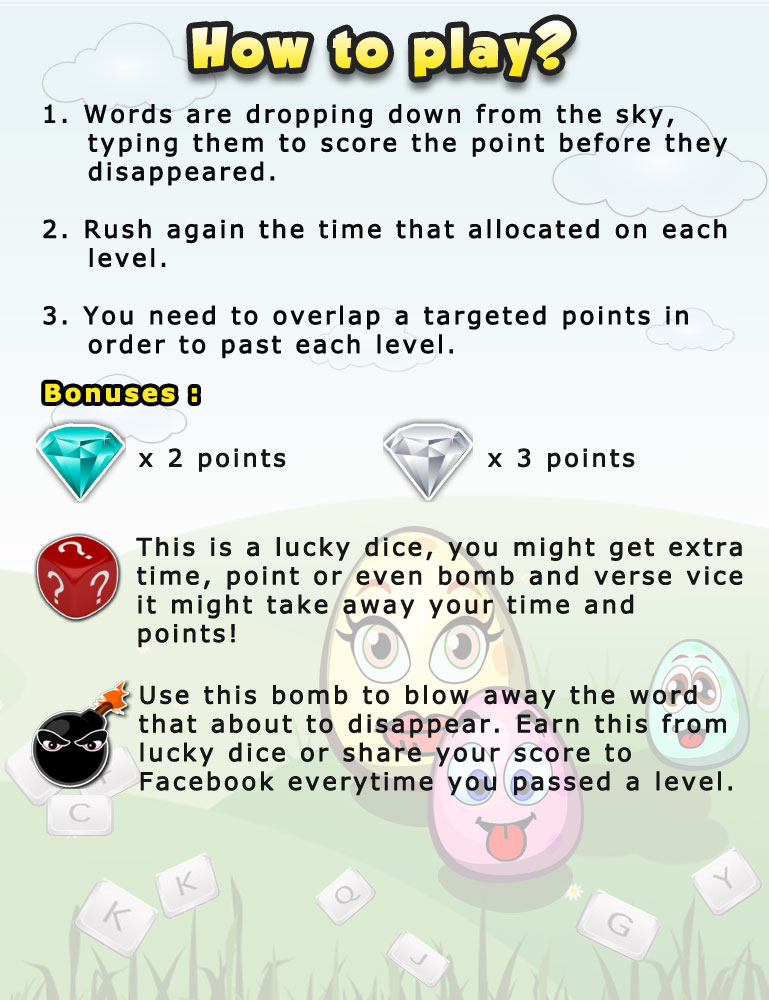 How to play?
1. Words are dropping down from the sky,
typing them to score the point before they
disappeared.
2. Rush again the time that allocated on each
level.
3. You need to overlap a targeted points in
order to past each level.
Bonuses :
x 2 points
x 3 points
? ? ?
This is a lucky dice, you might get extra
time, point or even bomb and verse vice
it might take away your time and
points!
Use this bomb to blow away the word
that about to disappear. Earn this from
lucky dice or share your score to
Facebook everytime you passed a level.
C
K
K
Q
J
G
Y